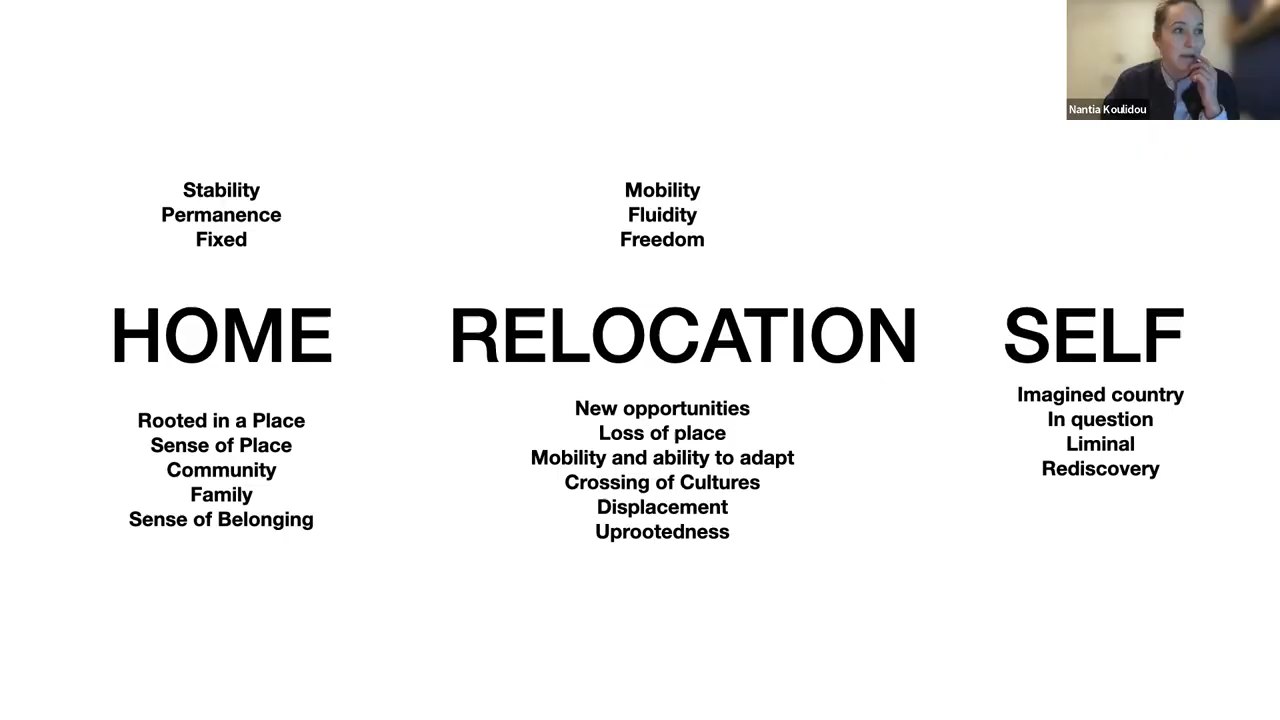 Nantia Koulidou
Stability
Permanence
Fixed
HOME
Rooted in a Place
Sense of Place
Community
Family
Sense of Belonging
Mobility
Fluidity
Freedom
RELOCATION
New opportunities
Loss of place
Mobility and ability to adapt
Crossing of Cultures
Displacement
Uprootedness
SELF
Imagined country
In question
Liminal
Rediscovery